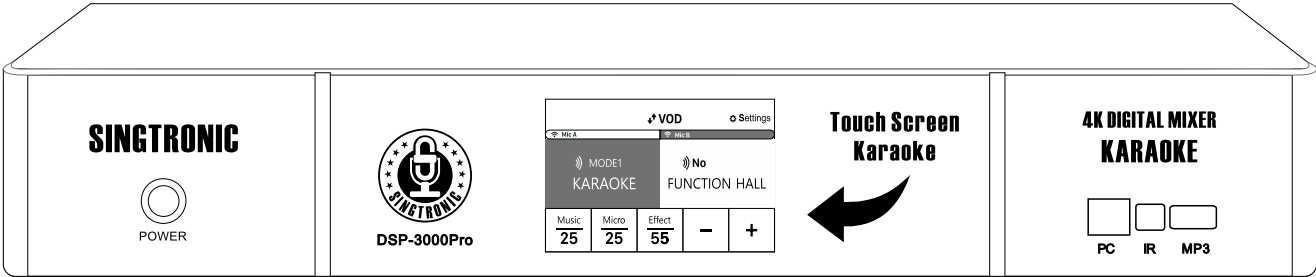 SINGTRONIC
POWER
SINGTRONIC
DSP-3000Pro
VOD
Settings
Mic A
Mic B
MODE1
KARAOKE
No
FUNCTION HALL
Music
25
Micro
25
Effect
55
−
+
Touch Screen
Karaoke
4K DIGITAL MIXER
KARAOKE
PC
IR
MP3